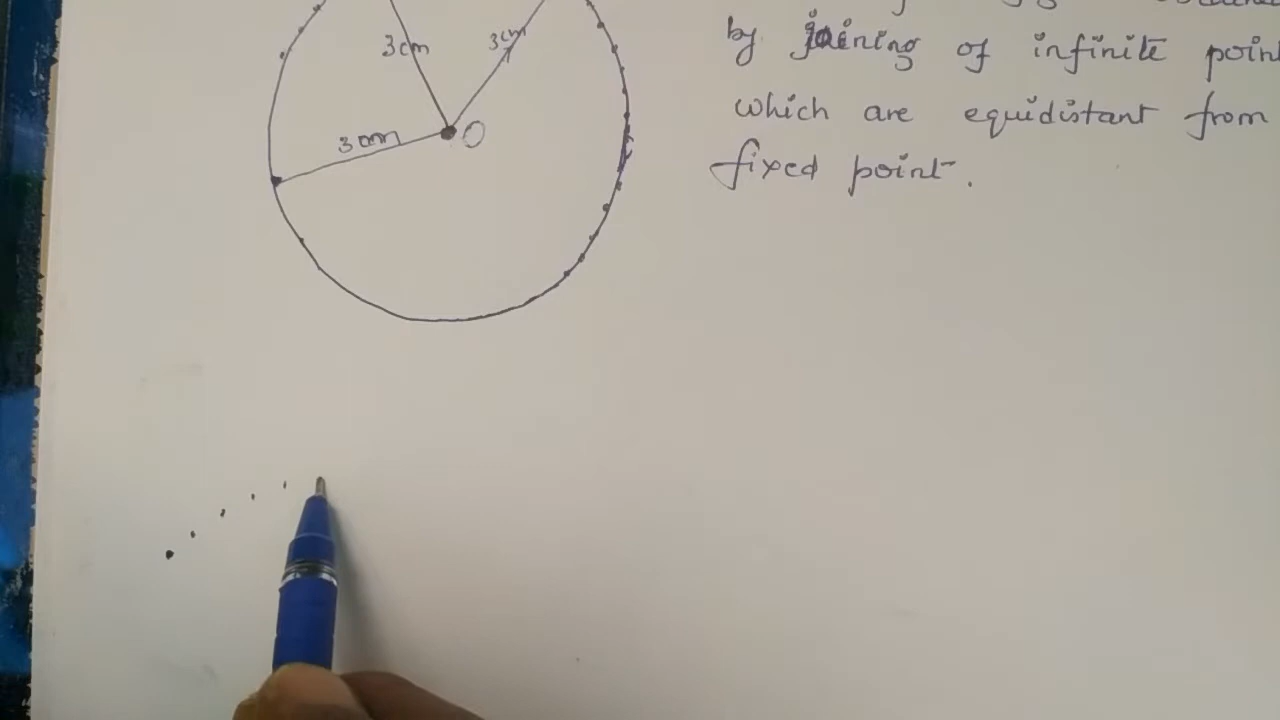 3cm
3cm
3cm
O
by joining of infinite point
which are equidistant from
fixed point.